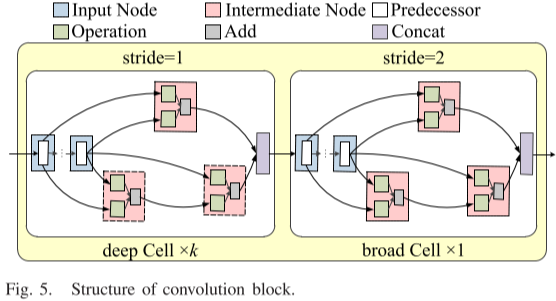 Input Node Intermediate Node Predecessor
Operation Add Concat
stride=1 stride=2
deep Cell ×k broad Cell ×1
Fig. 5. Structure of convolution block.